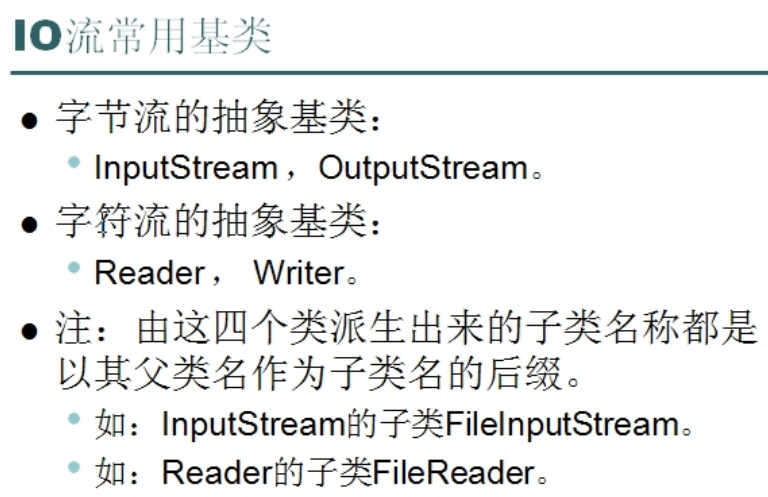 IO流常用基类
字节流的抽象基类：
InputStream，OutputStream。
字符流的抽象基类：
Reader， Writer。
注：由这四个类派生出来的子类名称都是
以其父类名作为子类名的后缀。
如：InputStream的子类FileInputStream。
如：Reader的子类FileReader。